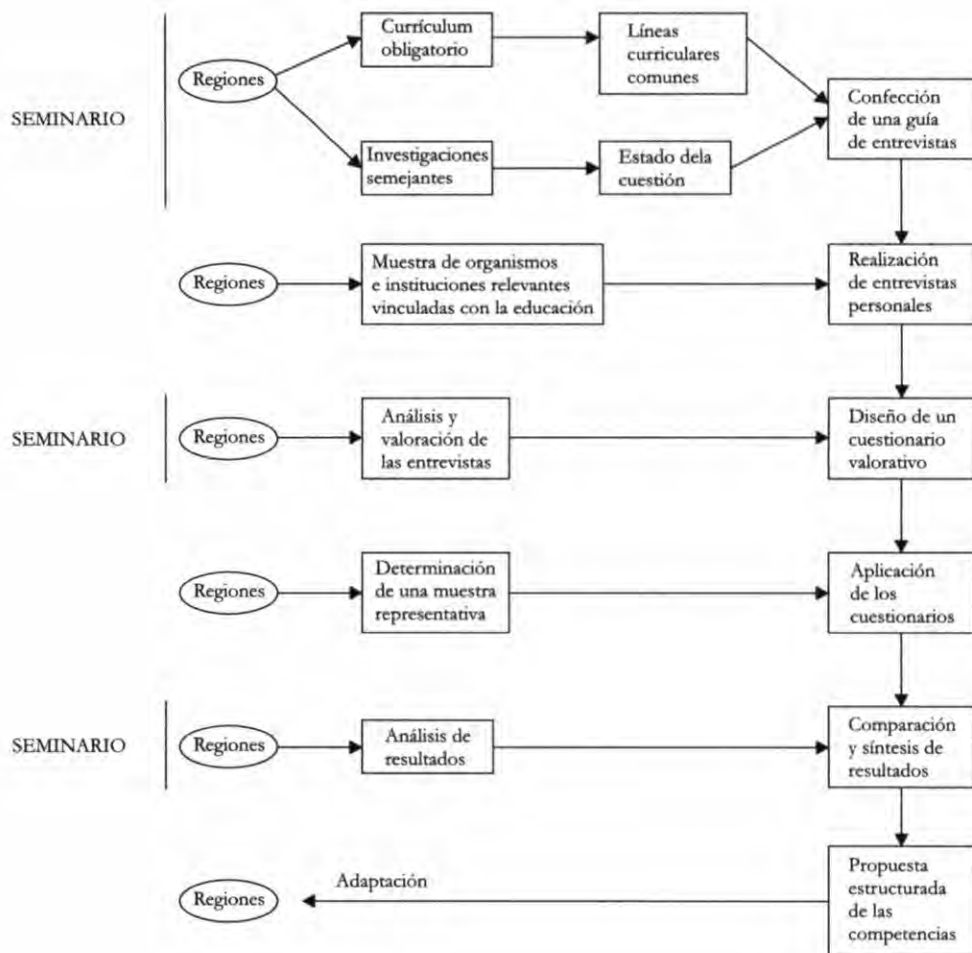 SEMINARIO
Regiones
Currículum
obligatorio
Líneas
curriculares
comunes
Investigaciones
semejantes
Estado dela
cuestión
Confección
de una guía
de entrevistas
Regiones
Muestra de organismos
e instituciones relevantes
vinculadas con la educación
Realización
de entrevistas
personales
SEMINARIO
Regiones
Análisis y
valoración de
las entrevistas
Diseño de un
cuestionario
valorativo
Regiones
Determinación
de una muestra
representativa
Aplicación
de los
cuestionarios
SEMINARIO
Regiones
Análisis de
resultados
Comparación
y síntesis de
resultados
Regiones
Adaptación
Propuesta
estructurada
de las
competencias